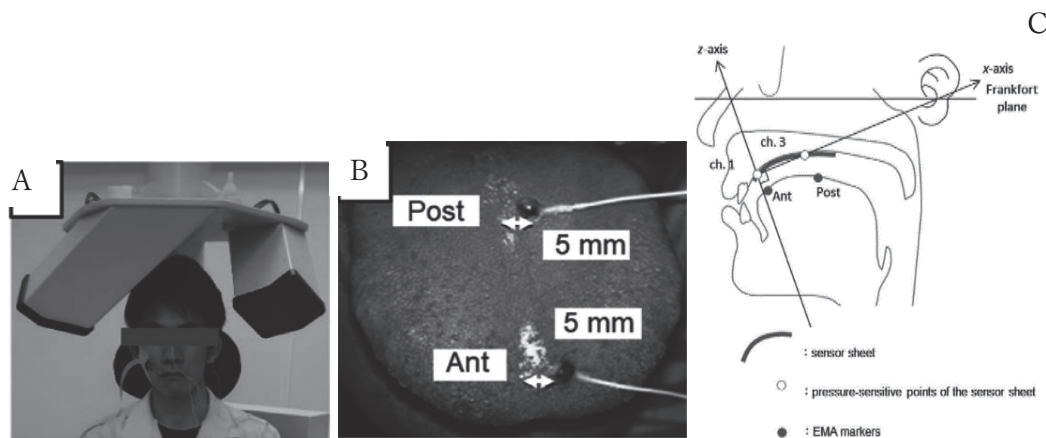 A
B
Post
5 mm
5 mm
Ant
C
z-axis
x-axis
Frankfort
plane
ch. 3
ch. 1
Ant
Post
: sensor sheet
: pressure-sensitive points of the sensor sheet
: EMA markers